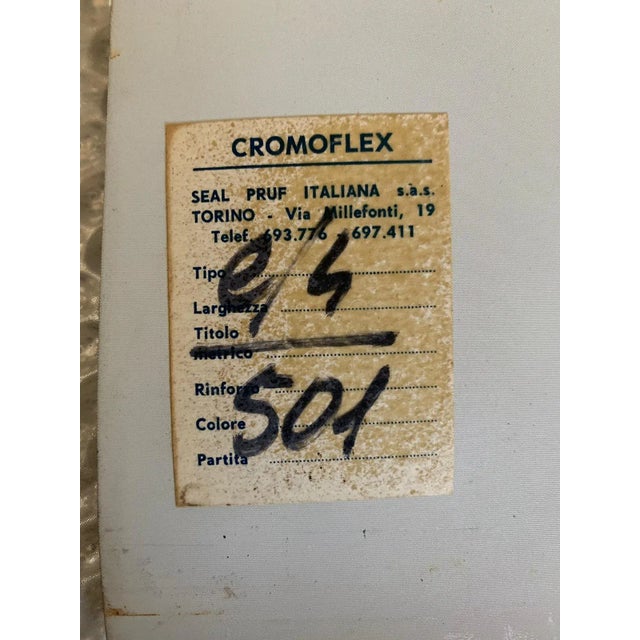 CROMOFLEX
SEAL PRUF ITALIANA s.a.s.
TORINO - Via Millefonti, 19
Telef. 693.776 - 697.411
Tipo
Larghezza
Titolo
metrico
Rinforzo
Colore
Partita
e/4
501